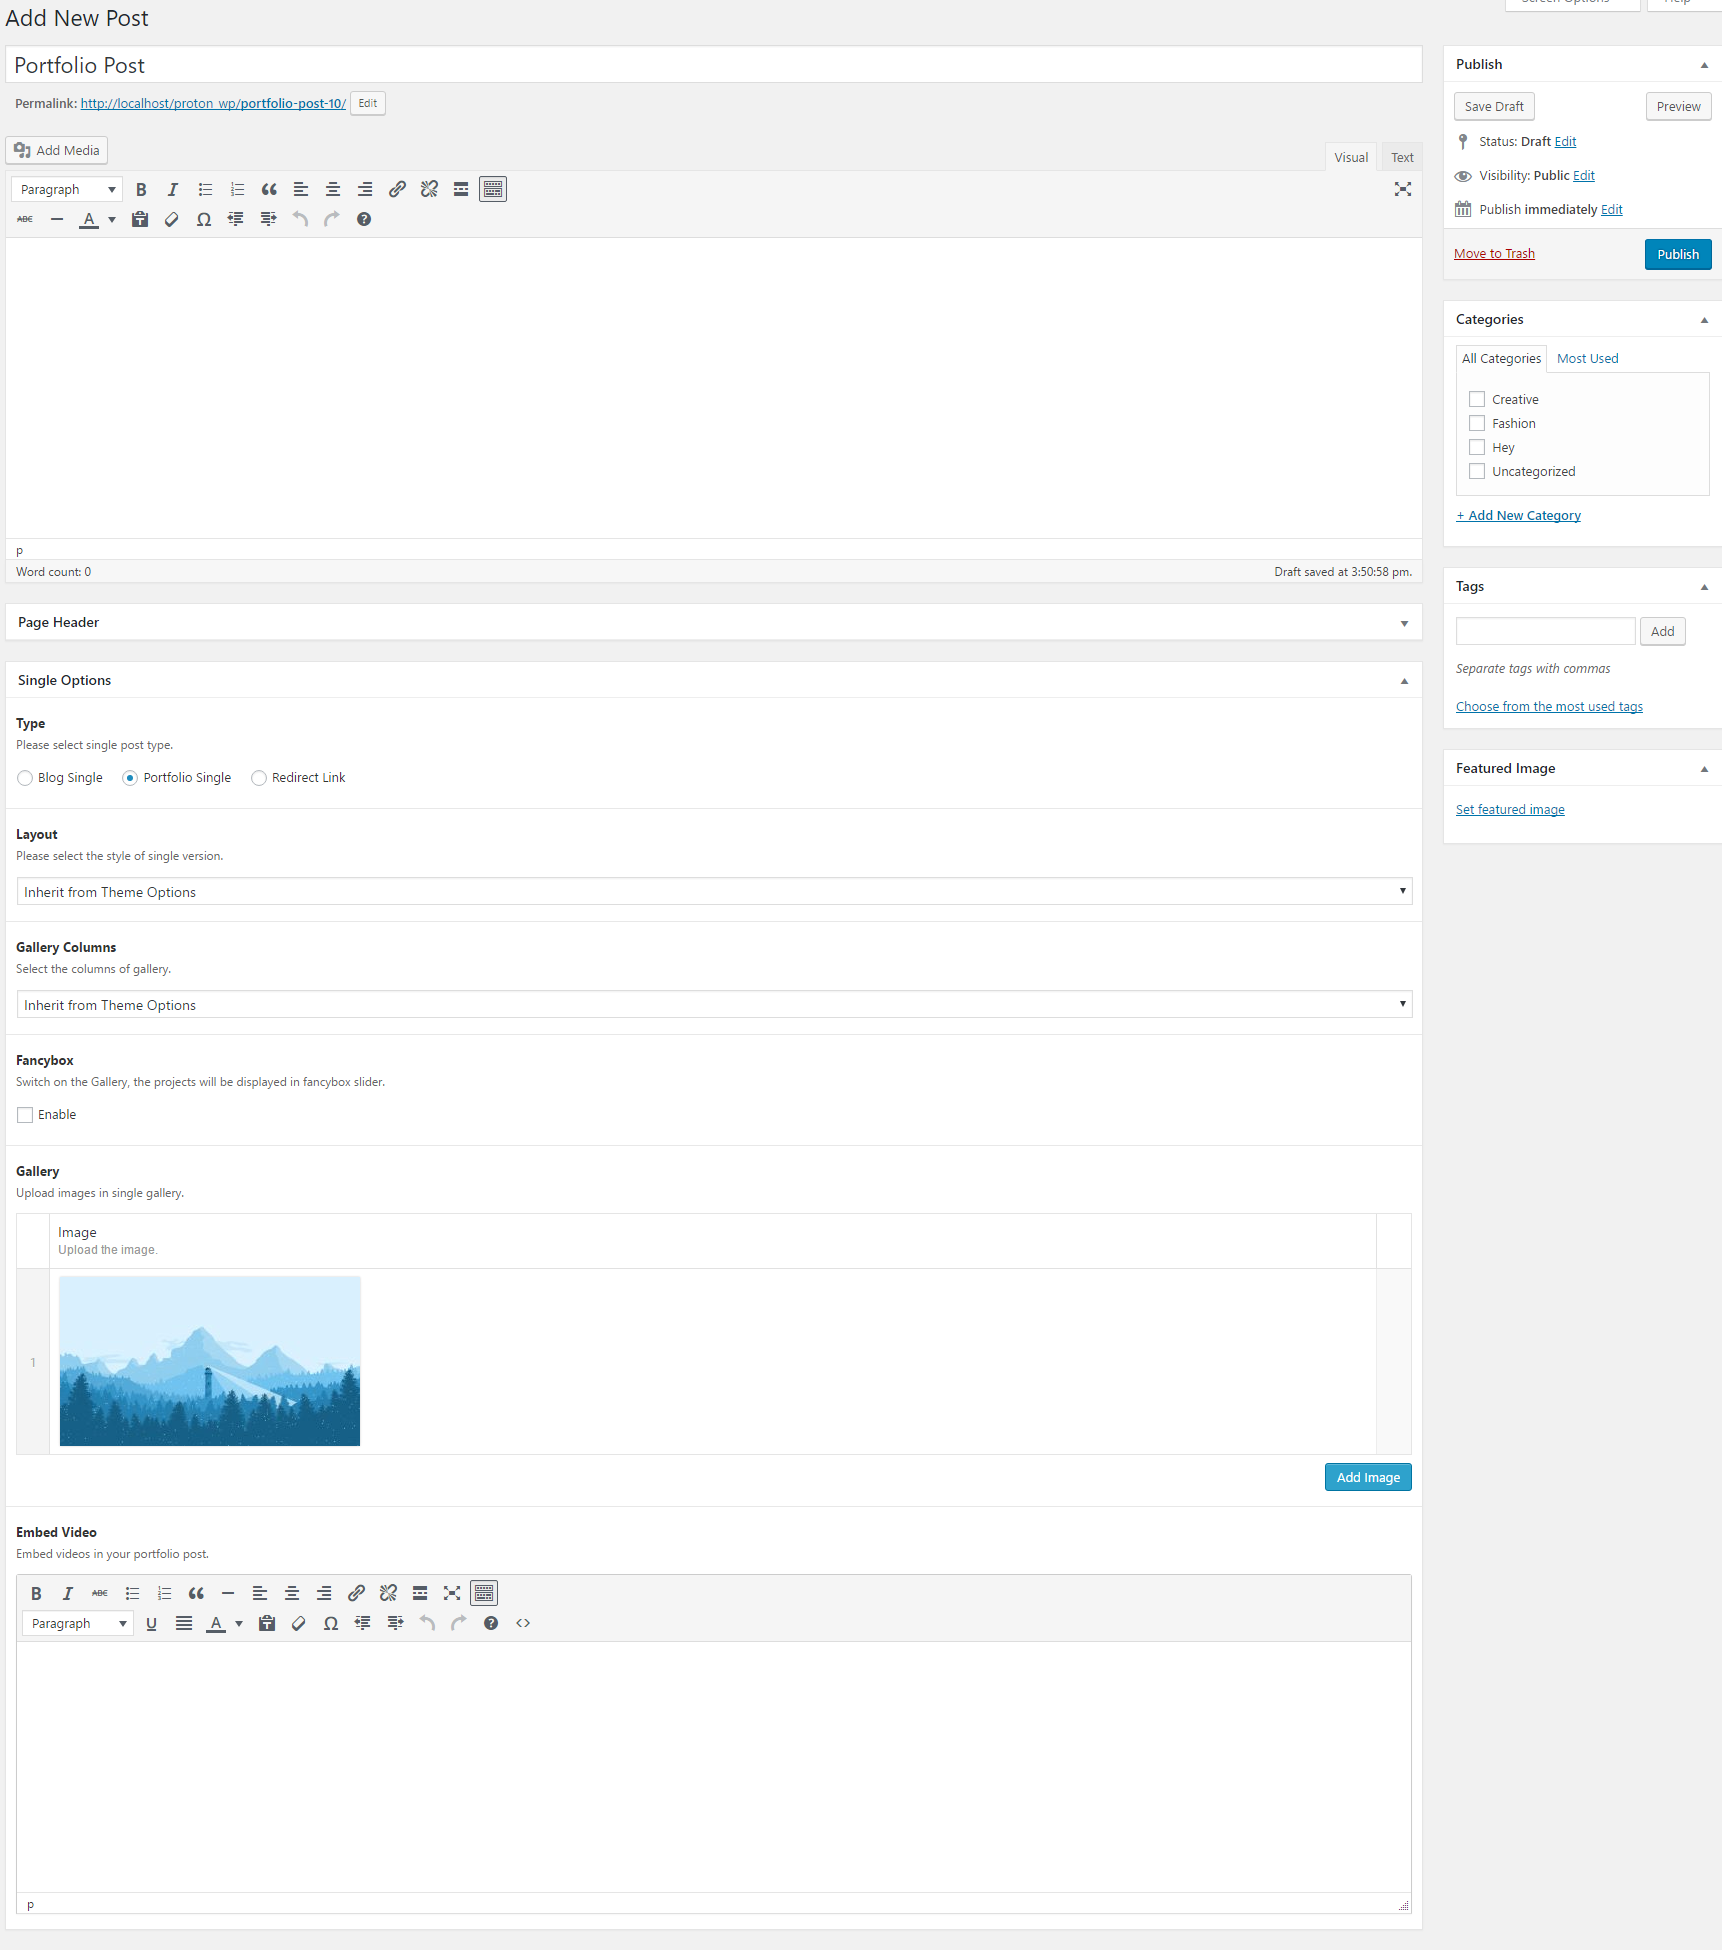 Add New Post
Screen Options
Help
Portfolio Post
Permalink: http://localhost/proton_wp/portfolio-post-10/ Edit
Add Media
Visual Text
Paragraph B I
ABC A Ω
p
Word count: 0
Draft saved at 3:50:58 pm.
Page Header
Single Options
Type
Please select single post type.
Blog Single Portfolio Single Redirect Link
Layout
Please select the style of single version.
Inherit from Theme Options
Gallery Columns
Select the columns of gallery.
Inherit from Theme Options
Fancybox
Switch on the Gallery, the projects will be displayed in fancybox slider.
Enable
Gallery
Upload images in single gallery.
Image
Upload the image.
1
Add Image
Embed Video
Embed videos in your portfolio post.
B I ABC
Paragraph U A Ω
p
Publish
Save Draft Preview
Status: Draft Edit
Visibility: Public Edit
Publish immediately Edit
Move to Trash Publish
Categories
All Categories Most Used
Creative
Fashion
Hey
Uncategorized
+ Add New Category
Tags
Add
Separate tags with commas
Choose from the most used tags
Featured Image
Set featured image